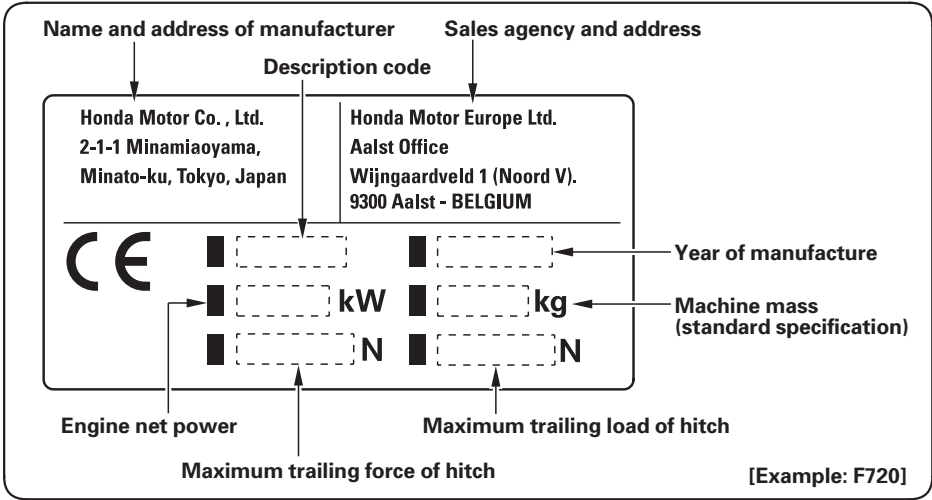 Name and address of manufacturer
Sales agency and address
Description code
Honda Motor Co. , Ltd.
2-1-1 Minamiaoyama,
Minato-ku, Tokyo, Japan
Honda Motor Europe Ltd.
Aalst Office
Wijngaardveld 1 (Noord V).
9300 Aalst - BELGIUM
CE
Year of manufacture
kW
kg
Machine mass
(standard specification)
N
N
Engine net power
Maximum trailing load of hitch
Maximum trailing force of hitch
[Example: F720]